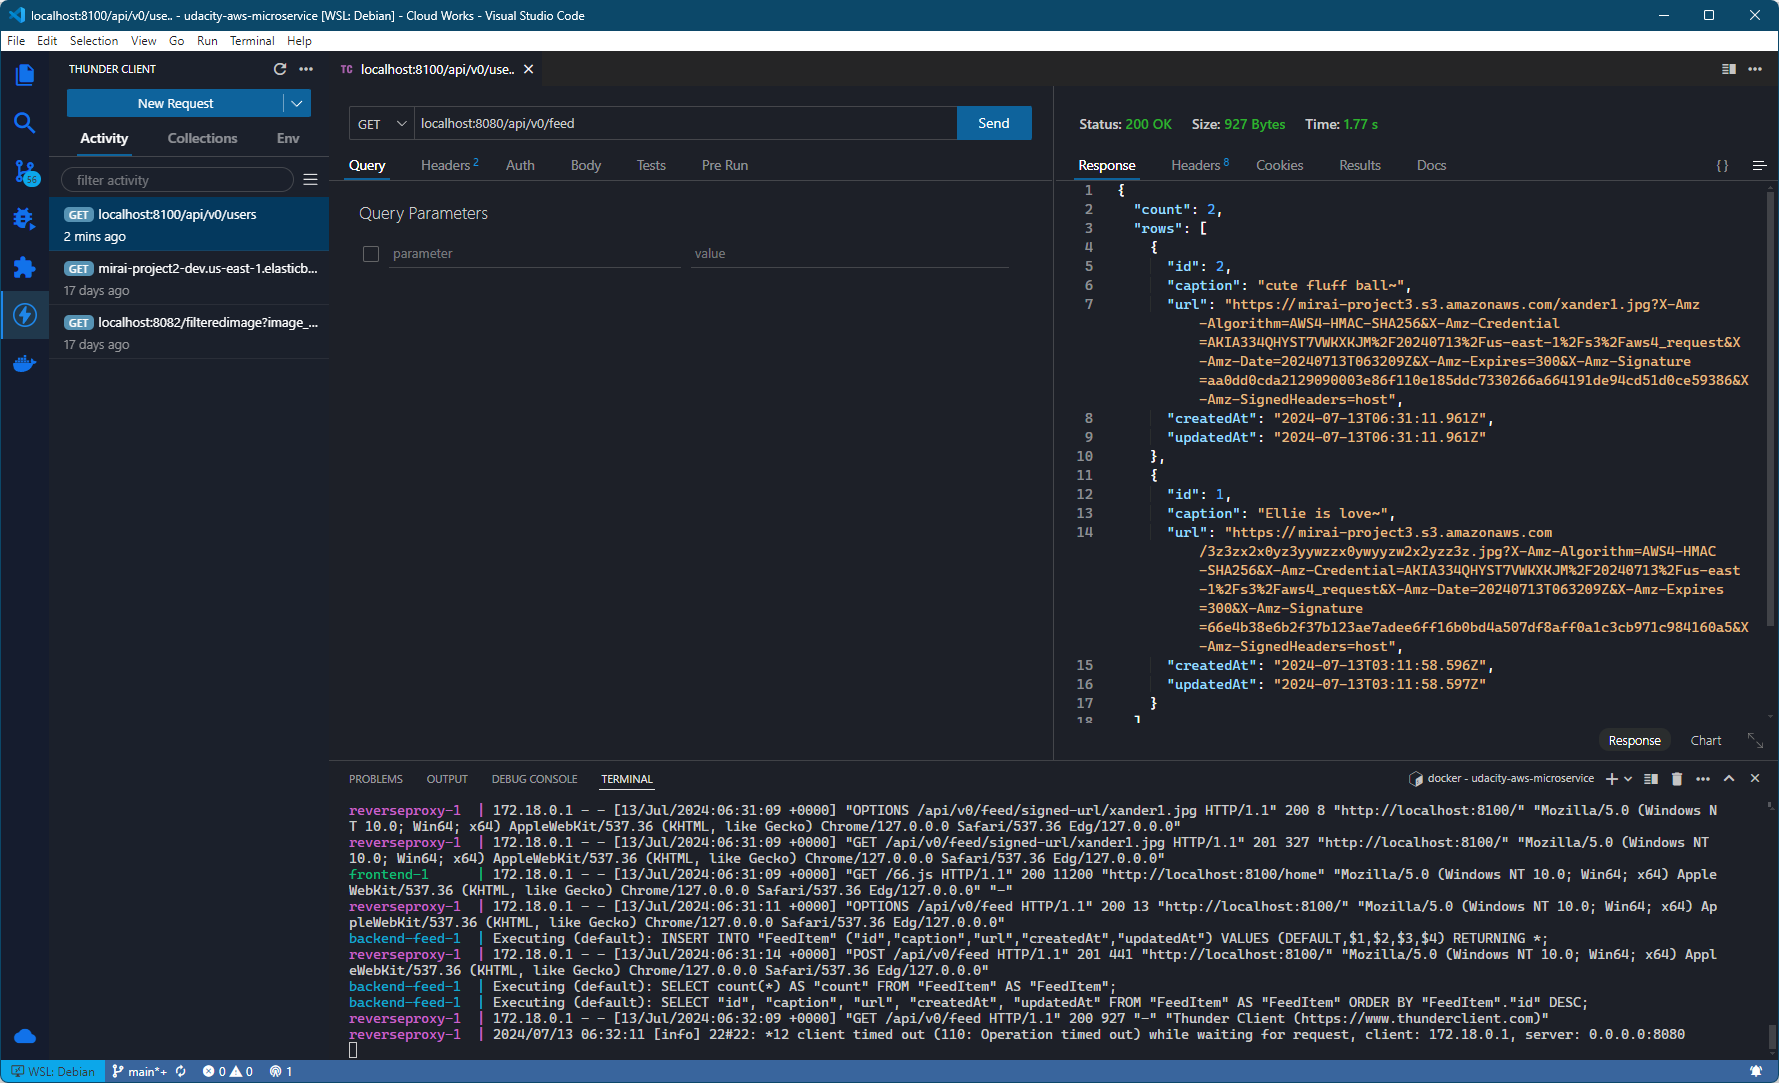 localhost:8100/api/v0/use.. - udacity-aws-microservice [WSL: Debian] - Cloud Works - Visual Studio Code
File Edit Selection View Go Run Terminal Help
THUNDER CLIENT
New Request
Activity Collections Env
filter activity
GET localhost:8100/api/v0/users
2 mins ago
GET mirai-project2-dev.us-east-1.elasticb...
17 days ago
GET localhost:8082/filteredimage?image_...
17 days ago
56
TC localhost:8100/api/v0/use..
GET localhost:8080/api/v0/feed Send
Query Headers 2 Auth Body Tests Pre Run
Query Parameters
parameter value
Status: 200 OK Size: 927 Bytes Time: 1.77 s
Response Headers 8 Cookies Results Docs {}
1 {
2 "count": 2,
3 "rows": [
4 {
5 "id": 2,
6 "caption": "cute fluff ball~",
7 "url": "https://mirai-project3.s3.amazonaws.com/xander1.jpg?X-Amz
-Algorithm=AWS4-HMAC-SHA256&X-Amz-Credential
=AKIA334QHYST7VWKXKJM%2F20240713%2Fus-east-1%2Fs3%2Faws4_request&X
-Amz-Date=20240713T063209Z&X-Amz-Expires=300&X-Amz-Signature
=aa0dd0cda2129090003e86f110e185ddc7330266a664191de94cd51d0ce59386&X
-Amz-SignedHeaders=host",
8 "createdAt": "2024-07-13T06:31:11.961Z",
9 "updatedAt": "2024-07-13T06:31:11.961Z"
10 },
11 {
12 "id": 1,
13 "caption": "Ellie is love~",
14 "url": "https://mirai-project3.s3.amazonaws.com
/3z3zx2x0yz3yywzzx0ywyyzw2x2yzz3z.jpg?X-Amz-Algorithm=AWS4-HMAC
-SHA256&X-Amz-Credential=AKIA334QHYST7VWKXKJM%2F20240713%2Fus-east
-1%2Fs3%2Faws4_request&X-Amz-Date=20240713T063209Z&X-Amz-Expires
=300&X-Amz-Signature
=66e4b38e6b2f37b123ae7adee6ff16b0bd4a507df8aff0a1c3cb971c984160a5&X
-Amz-SignedHeaders=host",
15 "createdAt": "2024-07-13T03:11:58.596Z",
16 "updatedAt": "2024-07-13T03:11:58.597Z"
17 }
18 ]
Response Chart
PROBLEMS OUTPUT DEBUG CONSOLE TERMINAL
docker - udacity-aws-microservice
reverseproxy-1 | 172.18.0.1 - - [13/Jul/2024:06:31:09 +0000] "OPTIONS /api/v0/feed/signed-url/xander1.jpg HTTP/1.1" 200 8 "http://localhost:8100/" "Mozilla/5.0 (Windows N
T 10.0; Win64; x64) AppleWebKit/537.36 (KHTML, like Gecko) Chrome/127.0.0.0 Safari/537.36 Edg/127.0.0.0"
reverseproxy-1 | 172.18.0.1 - - [13/Jul/2024:06:31:09 +0000] "GET /api/v0/feed/signed-url/xander1.jpg HTTP/1.1" 201 327 "http://localhost:8100/" "Mozilla/5.0 (Windows NT
10.0; Win64; x64) AppleWebKit/537.36 (KHTML, like Gecko) Chrome/127.0.0.0 Safari/537.36 Edg/127.0.0.0"
frontend-1 | 172.18.0.1 - - [13/Jul/2024:06:31:09 +0000] "GET /66.js HTTP/1.1" 200 11200 "http://localhost:8100/home" "Mozilla/5.0 (Windows NT 10.0; Win64; x64) Apple
WebKit/537.36 (KHTML, like Gecko) Chrome/127.0.0.0 Safari/537.36 Edg/127.0.0.0" "-"
reverseproxy-1 | 172.18.0.1 - - [13/Jul/2024:06:31:11 +0000] "OPTIONS /api/v0/feed HTTP/1.1" 200 13 "http://localhost:8100/" "Mozilla/5.0 (Windows NT 10.0; Win64; x64) Ap
pleWebKit/537.36 (KHTML, like Gecko) Chrome/127.0.0.0 Safari/537.36 Edg/127.0.0.0"
backend-feed-1 | Executing (default): INSERT INTO "FeedItem" ("id","caption","url","createdAt","updatedAt") VALUES (DEFAULT,$1,$2,$3,$4) RETURNING *;
reverseproxy-1 | 172.18.0.1 - - [13/Jul/2024:06:31:14 +0000] "POST /api/v0/feed HTTP/1.1" 201 441 "http://localhost:8100/" "Mozilla/5.0 (Windows NT 10.0; Win64; x64) Appl
eWebKit/537.36 (KHTML, like Gecko) Chrome/127.0.0.0 Safari/537.36 Edg/127.0.0.0"
backend-feed-1 | Executing (default): SELECT count(*) AS "count" FROM "FeedItem" AS "FeedItem";
backend-feed-1 | Executing (default): SELECT "id", "caption", "url", "createdAt", "updatedAt" FROM "FeedItem" AS "FeedItem" ORDER BY "FeedItem"."id" DESC;
reverseproxy-1 | 172.18.0.1 - - [13/Jul/2024:06:32:09 +0000] "GET /api/v0/feed HTTP/1.1" 200 927 "-" "Thunder Client (https://www.thunderclient.com)"
reverseproxy-1 | 2024/07/13 06:32:11 [info] 22#22: *12 client timed out (110: Operation timed out) while waiting for request, client: 172.18.0.1, server: 0.0.0.0:8080
WSL: Debian main*+ 0 0 1